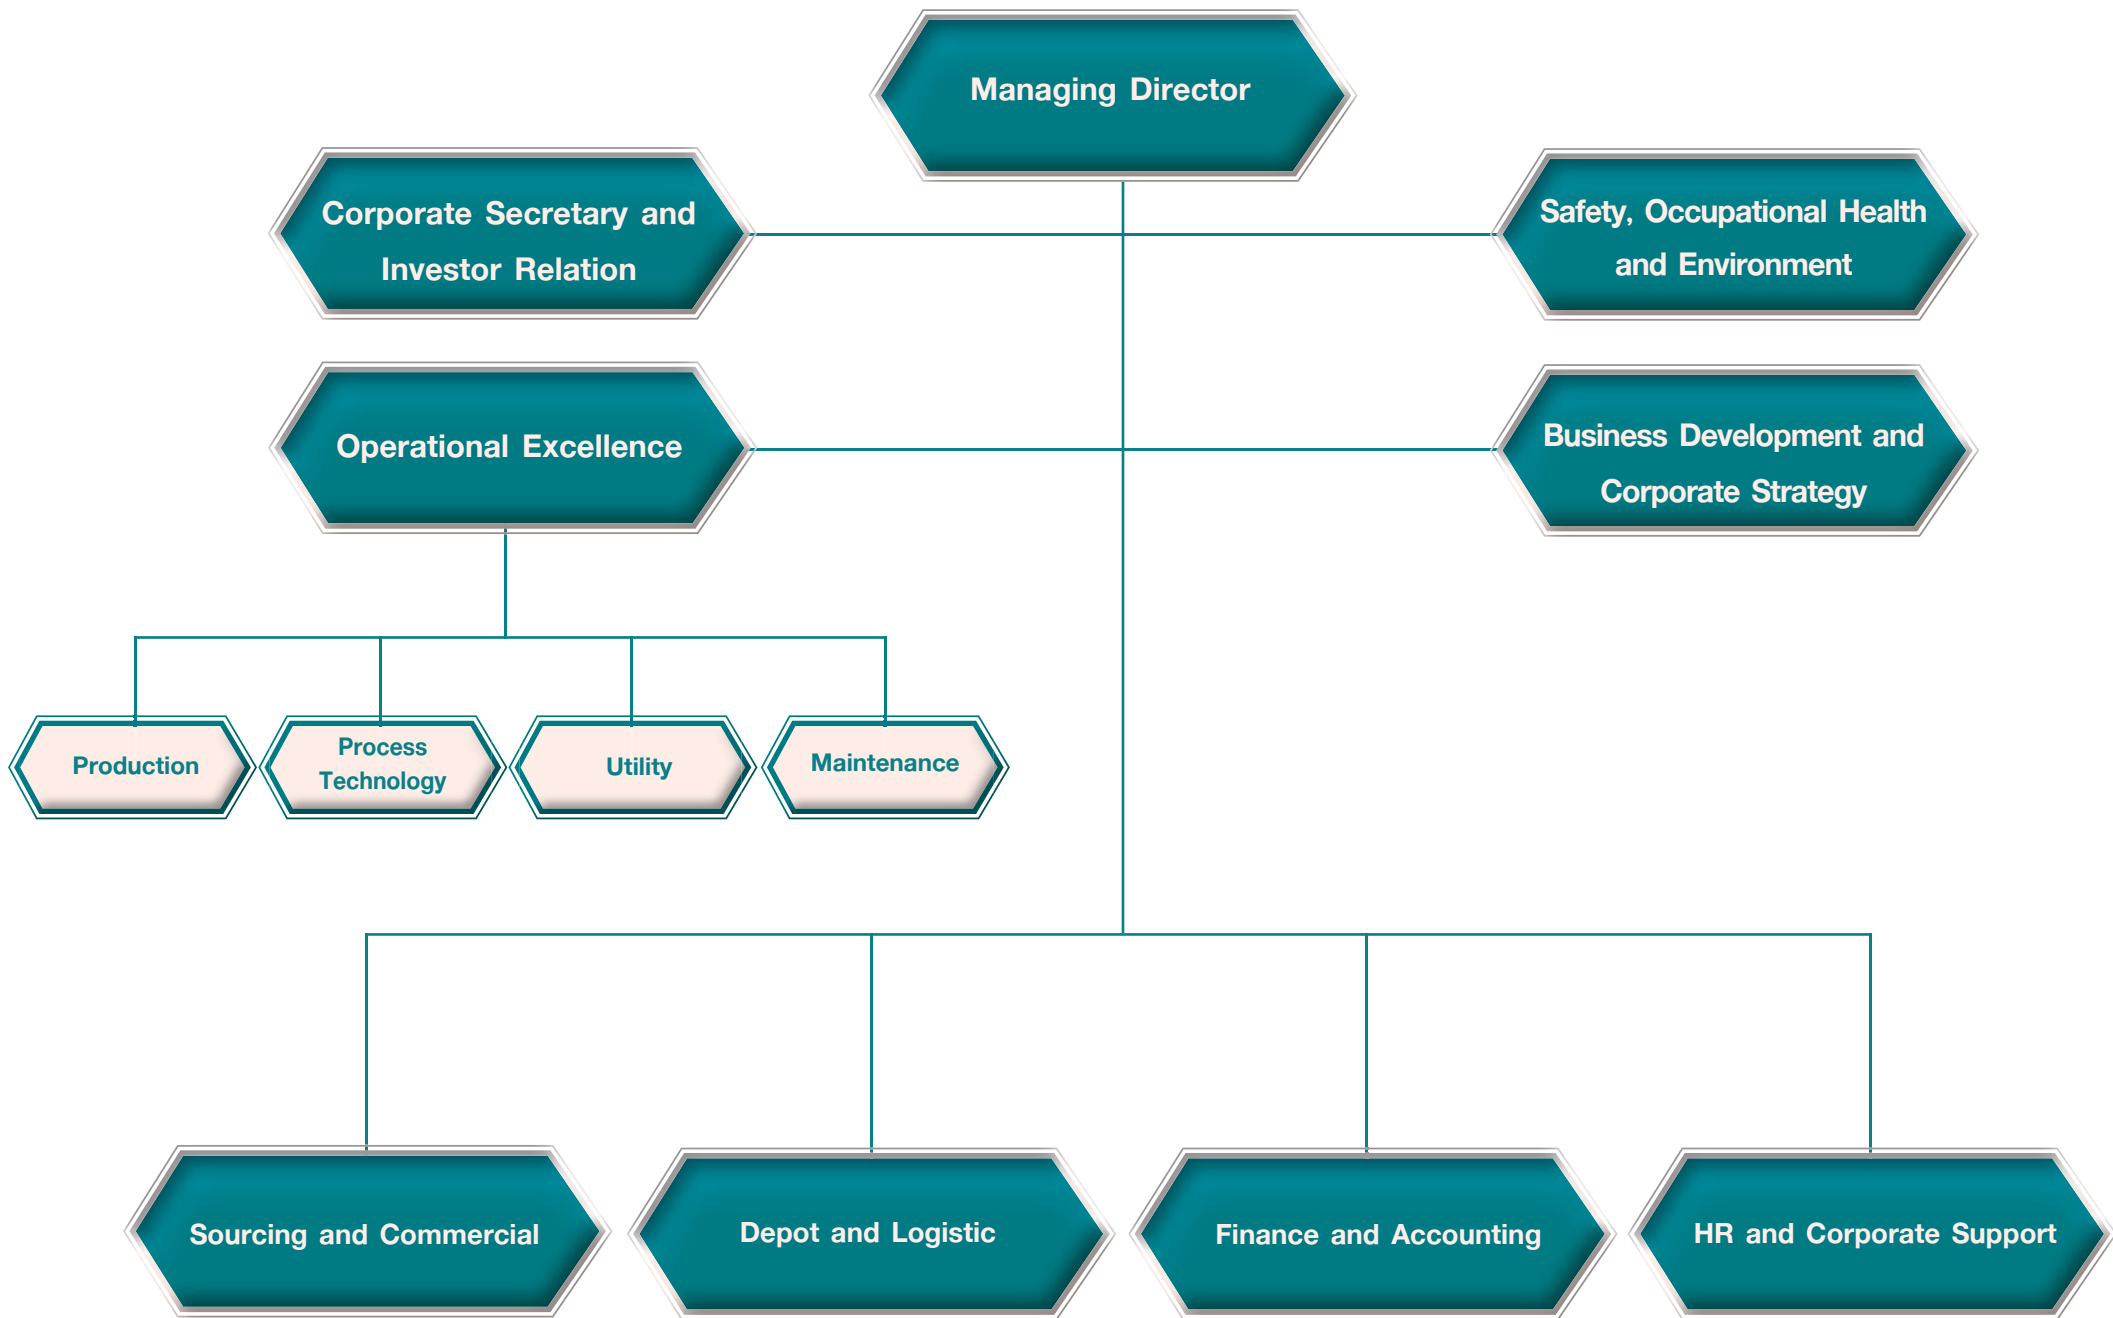 Managing Director
Corporate Secretary and
Investor Relation
Safety, Occupational Health
and Environment
Operational Excellence
Business Development and
Corporate Strategy
Production
Process
Technology
Utility
Maintenance
Sourcing and Commercial
Depot and Logistic
Finance and Accounting
HR and Corporate Support